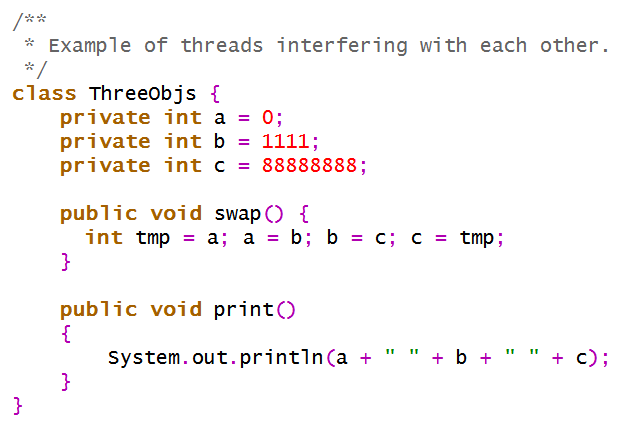 /**
 * Example of threads interfering with each other.
 */
class ThreeObjs {
    private int a = 0;
    private int b = 1111;
    private int c = 88888888;

    public void swap() {
      int tmp = a; a = b; b = c; c = tmp;
    }

    public void print()
    {
        System.out.println(a + " " + b + " " + c);
    }
}